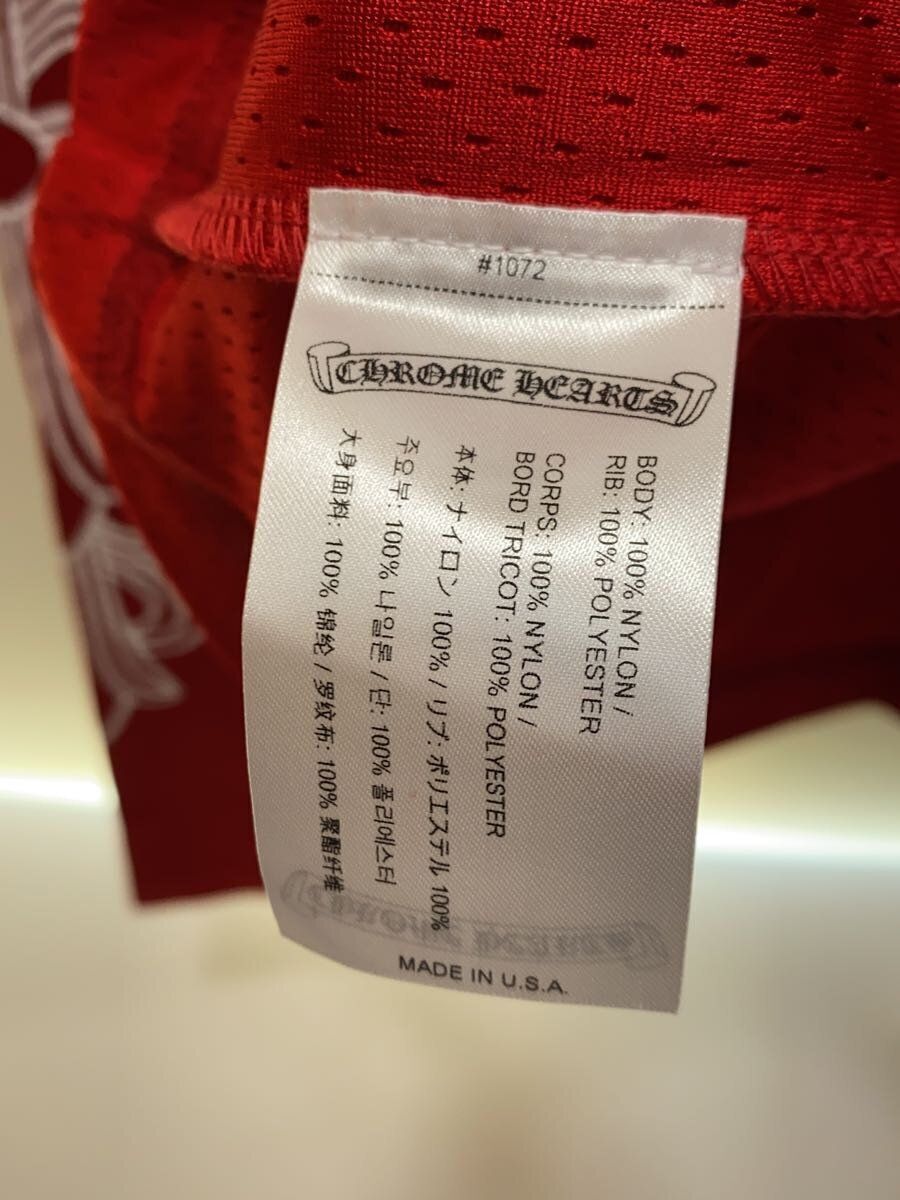 #1072
CHROME HEARTS
BODY: 100% NYLON /
RIB: 100% POLYESTER
CORPS: 100% NYLON /
BORD TRICOT: 100% POLYESTER
本体: ナイロン 100% / リブ: ポリエステル 100%
주요부: 100% 나일론 / 단: 100% 폴리에스터
大身面料: 100% 锦纶 / 罗纹布: 100% 聚酯纤维
MADE IN U.S.A.